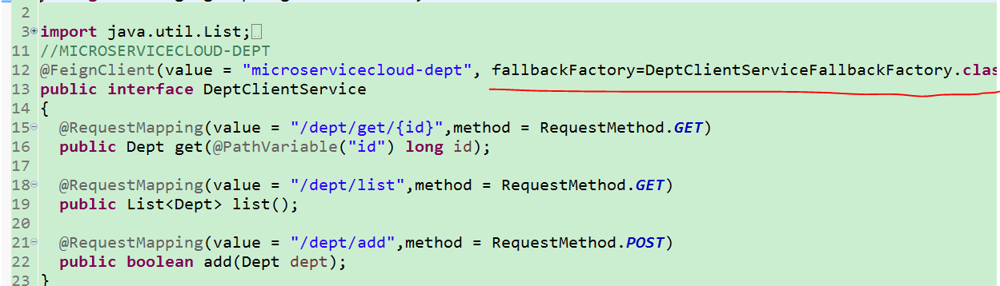 2
3 import java.util.List;
11 //MICROSERVICECLOUD-DEPT
12 @FeignClient(value = "microservicecloud-dept", fallbackFactory=DeptClientServiceFallbackFactory.clas
13 public interface DeptClientService
14 {
15 @RequestMapping(value = "/dept/get/{id}",method = RequestMethod.GET)
16 public Dept get(@PathVariable("id") long id);
17
18 @RequestMapping(value = "/dept/list",method = RequestMethod.GET)
19 public List<Dept> list();
20
21 @RequestMapping(value = "/dept/add",method = RequestMethod.POST)
22 public boolean add(Dept dept);
23 }